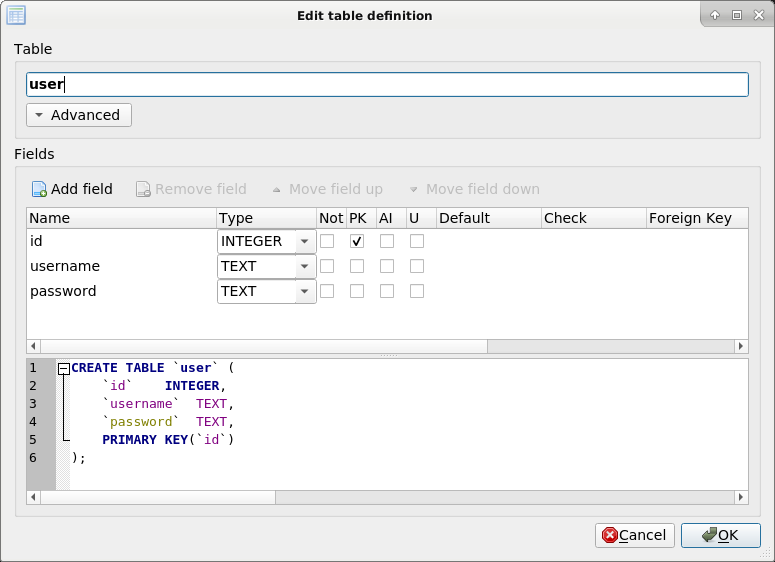 Edit table definition
Table
user
Advanced
Fields
Add field Remove field Move field up Move field down
Name Type Not PK AI U Default Check Foreign Key
id INTEGER
username TEXT
password TEXT
1 CREATE TABLE `user` (
2 `id` INTEGER,
3 `username` TEXT,
4 `password` TEXT,
5 PRIMARY KEY(`id`)
6 );
Cancel OK